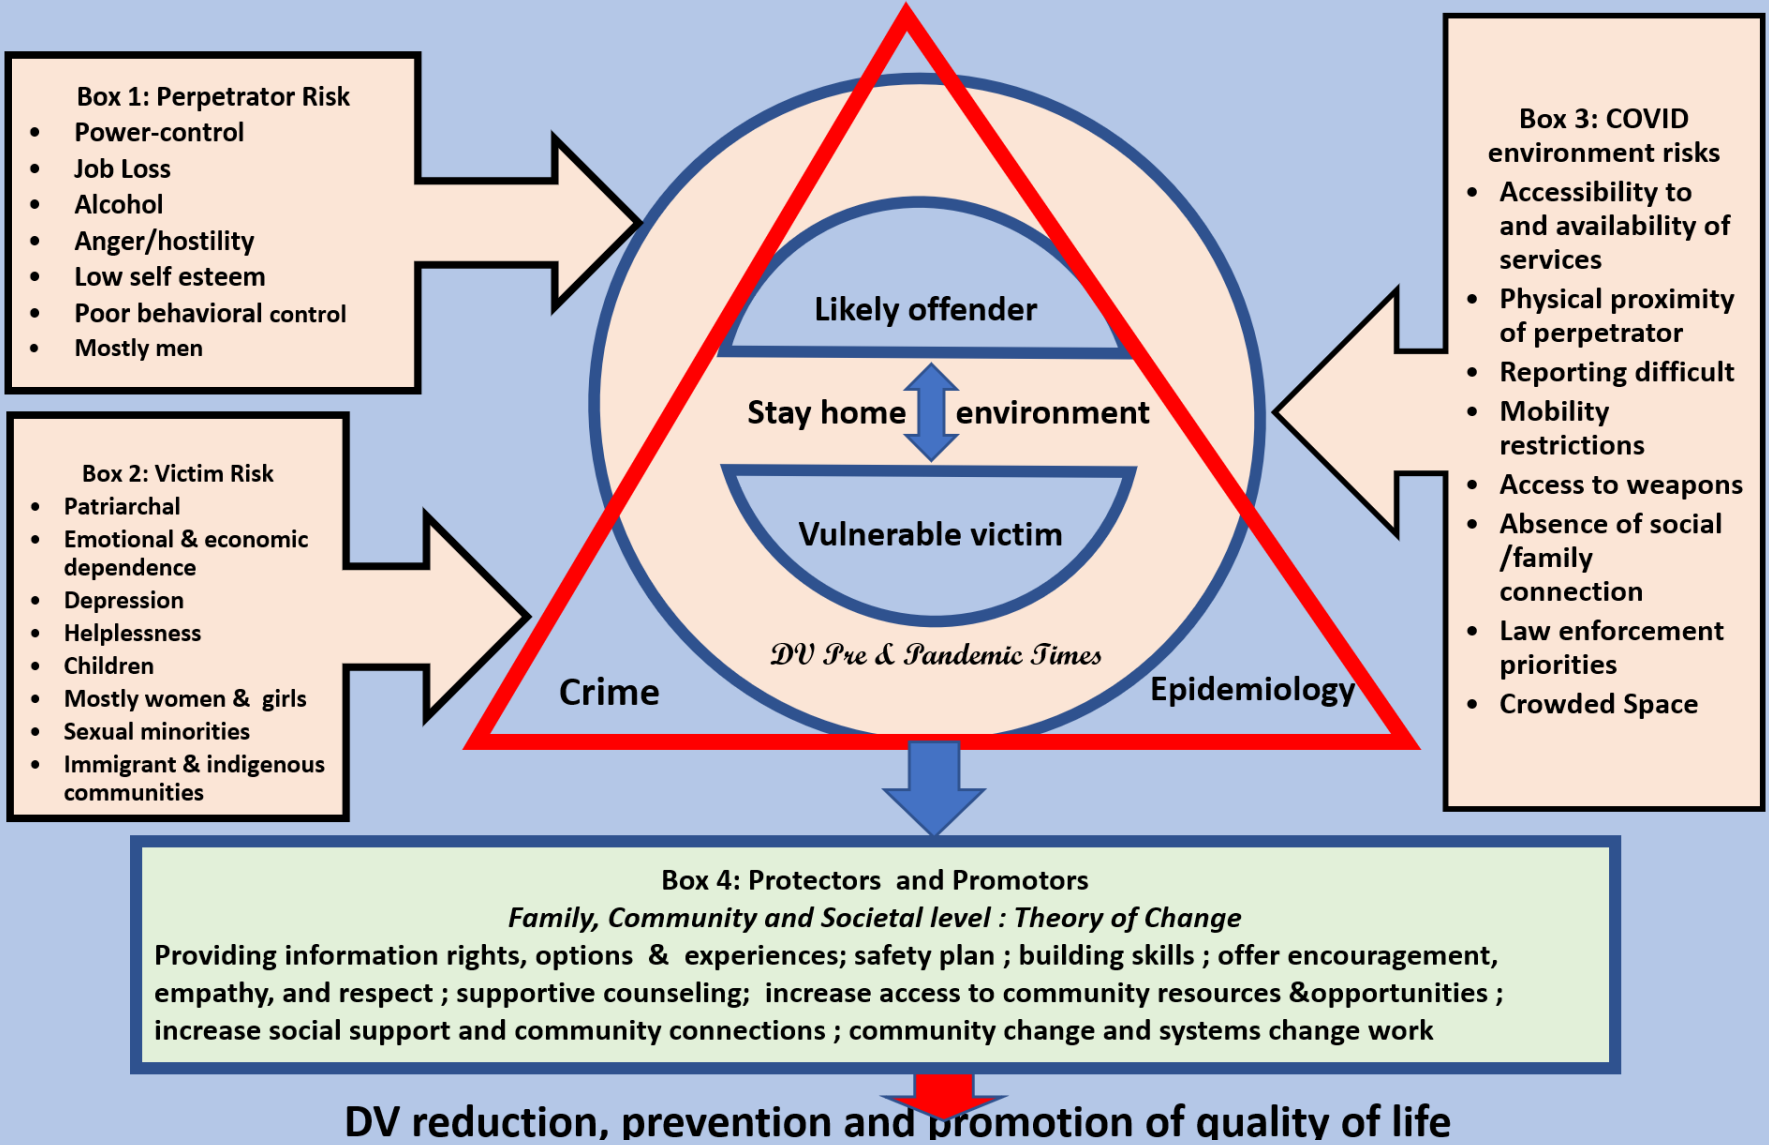 Box 1: Perpetrator Risk
• Power-control
• Job Loss
• Alcohol
• Anger/hostility
• Low self esteem
• Poor behavioral control
• Mostly men
Box 2: Victim Risk
• Patriarchal
• Emotional & economic
dependence
• Depression
• Helplessness
• Children
• Mostly women & girls
• Sexual minorities
• Immigrant & indigenous
communities
Likely offender
Stay home environment
Vulnerable victim
DV Pre & Pandemic Times
Crime
Epidemiology
Box 3: COVID
environment risks
• Accessibility to
and availability of
services
• Physical proximity
of perpetrator
• Reporting difficult
• Mobility
restrictions
• Access to weapons
• Absence of social
/family
connection
• Law enforcement
priorities
• Crowded Space
Box 4: Protectors and Promotors
Family, Community and Societal level : Theory of Change
Providing information rights, options & experiences; safety plan ; building skills ; offer encouragement,
empathy, and respect ; supportive counseling; increase access to community resources &opportunities ;
increase social support and community connections ; community change and systems change work
DV reduction, prevention and promotion of quality of life